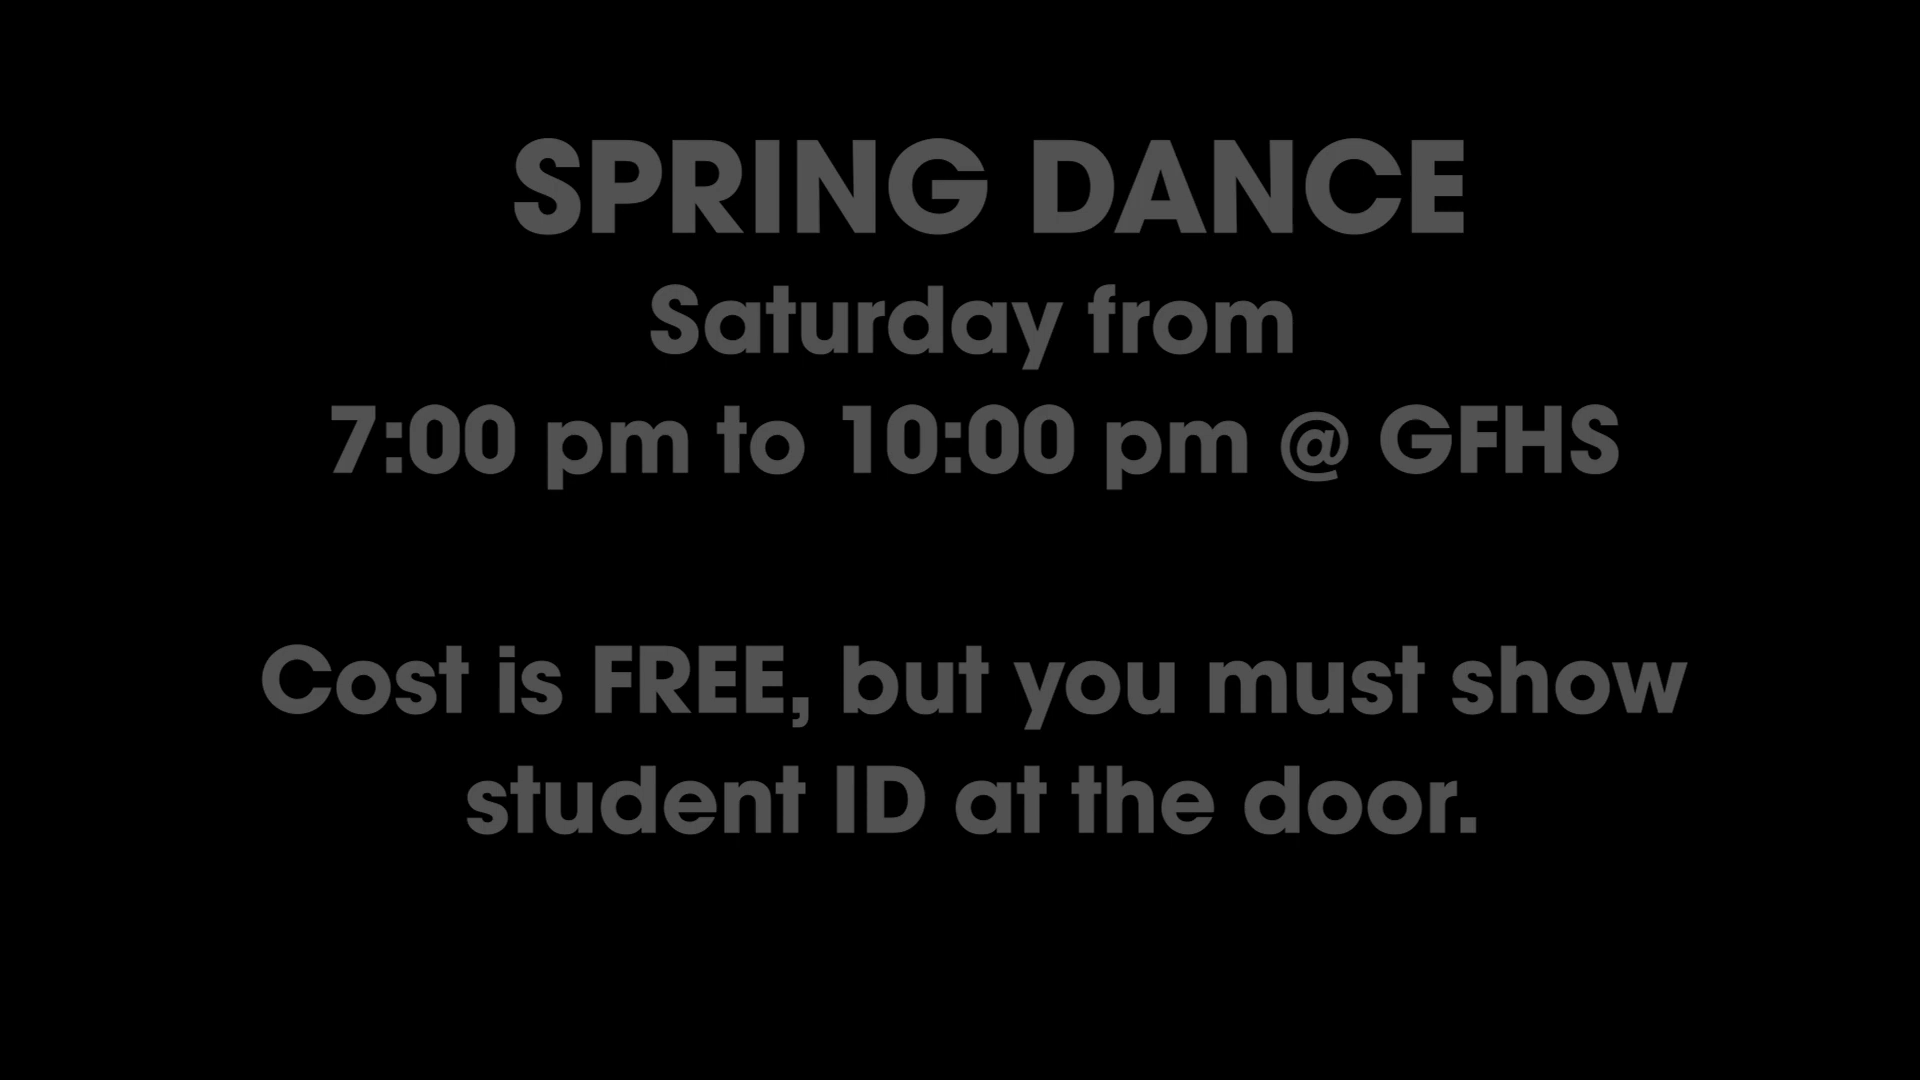 SPRING DANCE
Saturday from
7:00 pm to 10:00 pm @ GFHS
Cost is FREE, but you must show
student ID at the door.